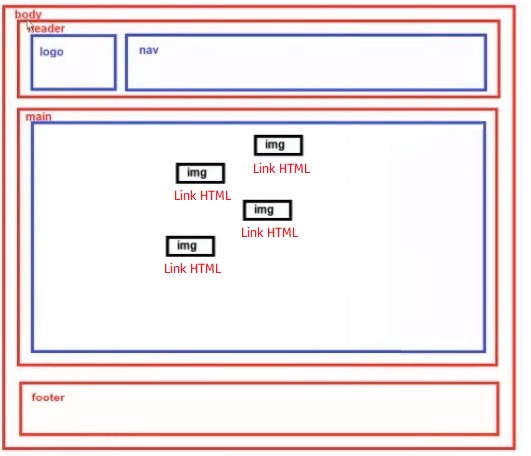 body
header
logo
nav
main
img
Link HTML
img
Link HTML
img
Link HTML
img
Link HTML
footer